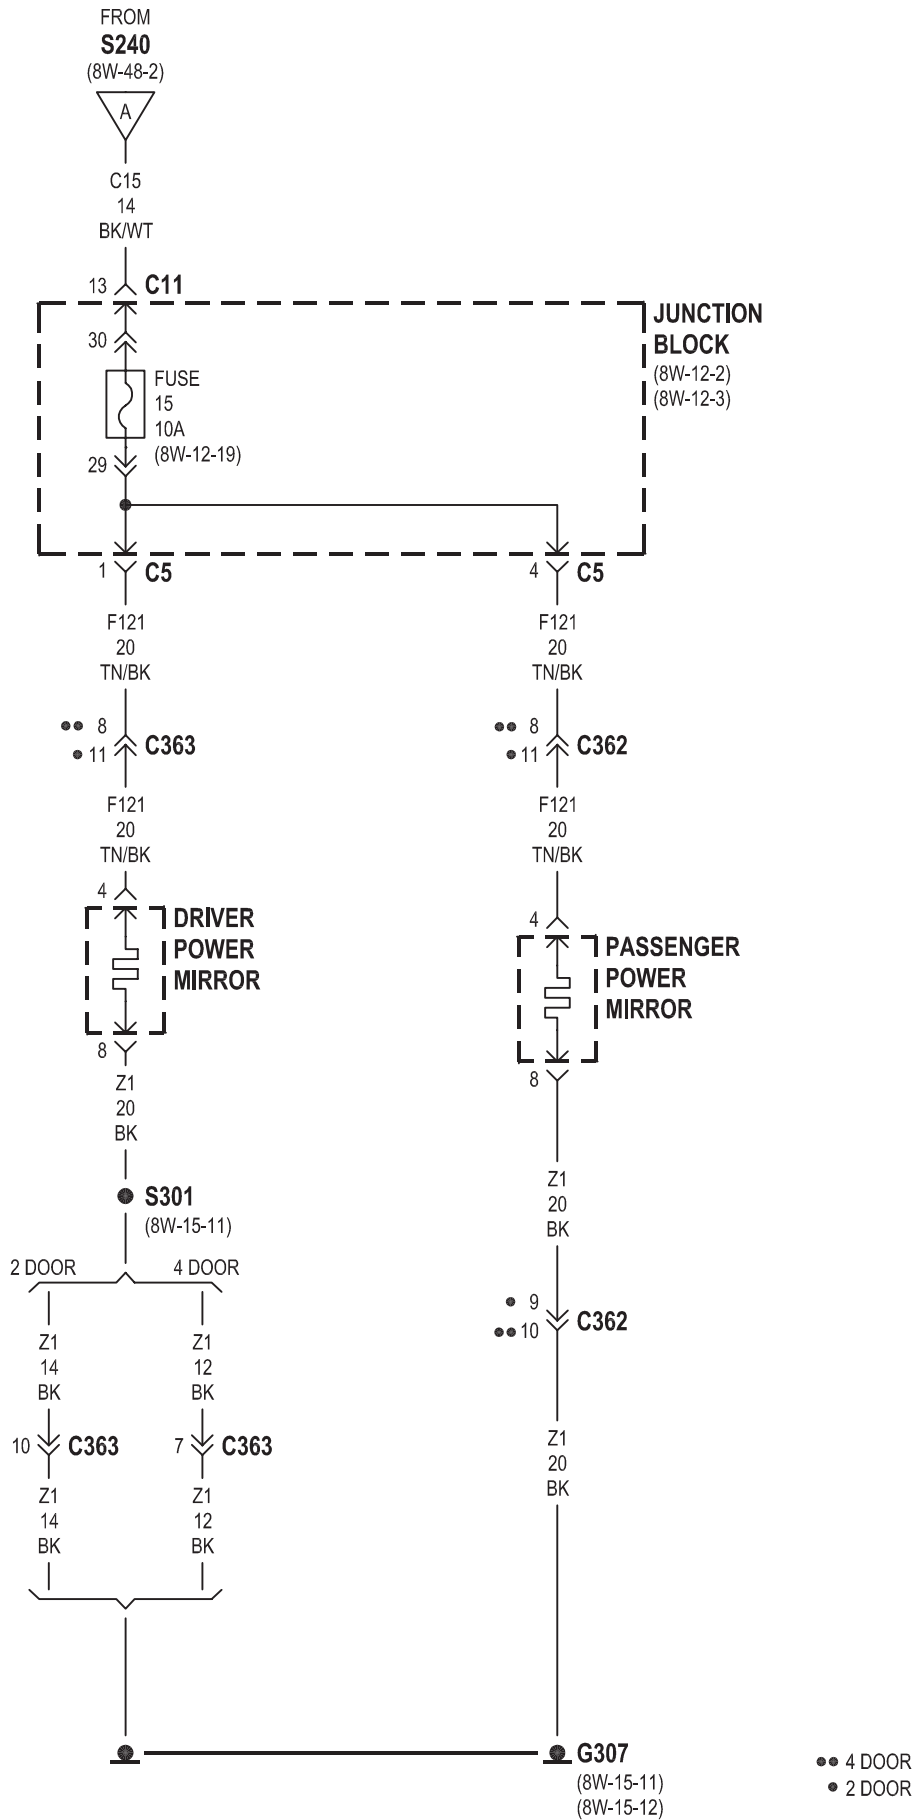 FROM
S240
(8W-48-2)
A
C15
14
BK/WT
13 C11
JUNCTION
BLOCK
(8W-12-2)
(8W-12-3)
30
FUSE
15
10A
(8W-12-19)
29
1 C5
4 C5
F121
20
TN/BK
F121
20
TN/BK
•• 8
• 11
C363
•• 8
• 11
C362
F121
20
TN/BK
F121
20
TN/BK
4
DRIVER
POWER
MIRROR
8
4
PASSENGER
POWER
MIRROR
8
Z1
20
BK
S301
(8W-15-11)
Z1
20
BK
2 DOOR
4 DOOR
• 9
•• 10
C362
Z1
14
BK
Z1
12
BK
10 C363
7 C363
Z1
14
BK
Z1
12
BK
Z1
20
BK
G307
(8W-15-11)
(8W-15-12)
•• 4 DOOR
• 2 DOOR